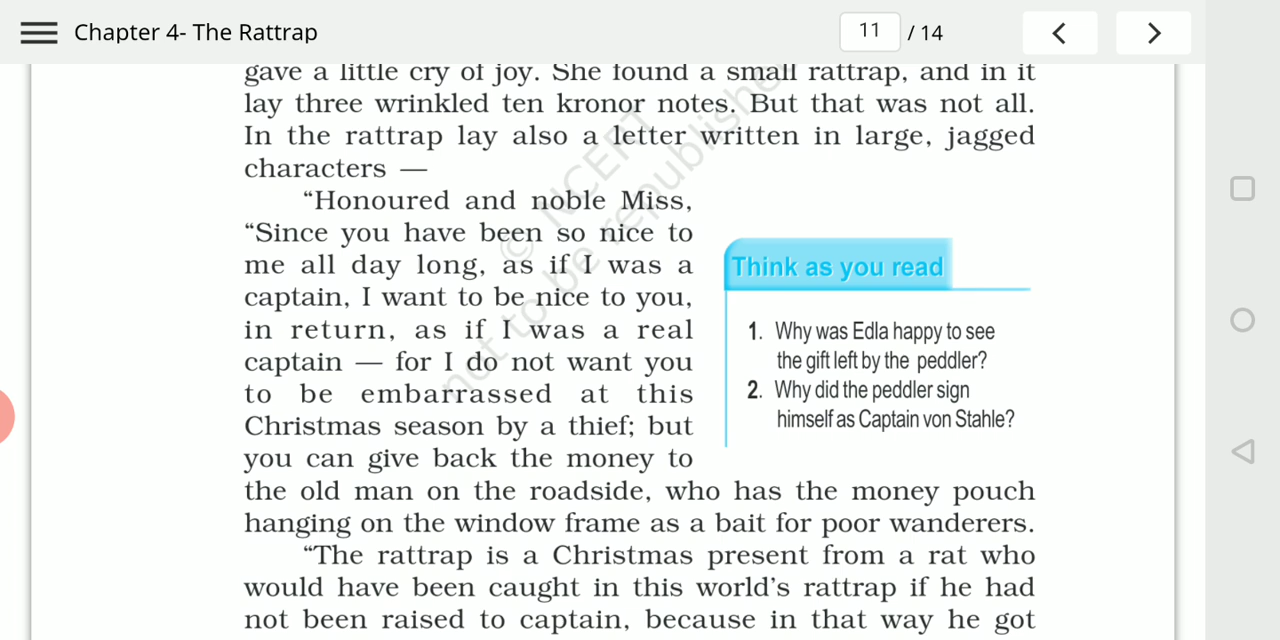 Chapter 4- The Rattrap
11 / 14
gave a little cry of joy. She found a small rattrap, and in it
lay three wrinkled ten kronor notes. But that was not all.
In the rattrap lay also a letter written in large, jagged
characters —
“Honoured and noble Miss,
“Since you have been so nice to
me all day long, as if I was a
captain, I want to be nice to you,
in return, as if I was a real
captain — for I do not want you
to be embarrassed at this
Christmas season by a thief; but
you can give back the money to
the old man on the roadside, who has the money pouch
hanging on the window frame as a bait for poor wanderers.
“The rattrap is a Christmas present from a rat who
would have been caught in this world’s rattrap if he had
not been raised to captain, because in that way he got
Think as you read
1. Why was Edla happy to see
the gift left by the peddler?
2. Why did the peddler sign
himself as Captain von Stahle?
© NCERT
not to be republished